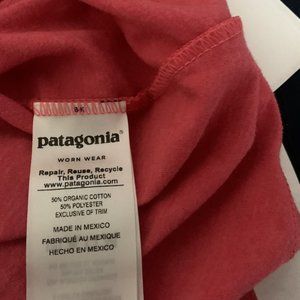 patagonia®
WORN WEAR
Repair, Reuse, Recycle
This Product
www.patagonia.com
50% ORGANIC COTTON
50% POLYESTER
EXCLUSIVE OF TRIM
MADE IN MEXICO
FABRIQUÉ AU MEXIQUE
HECHO EN MEXICO